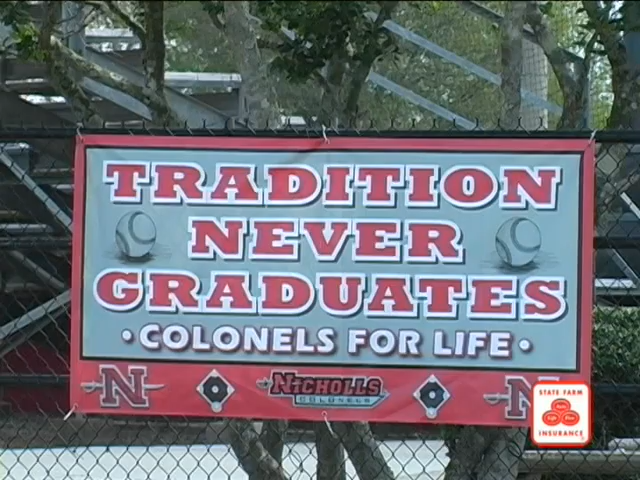 TRADITION
NEVER
GRADUATES
• COLONELS FOR LIFE •
N
NICHOLLS
COLONELS
N
STATE FARM
INSURANCE